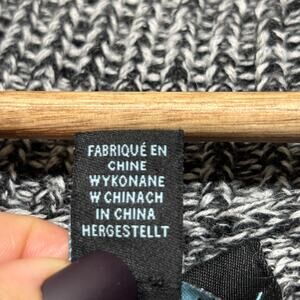 FABRIQUÉ EN
CHINE
WYKONANE
W CHINACH
IN CHINA
HERGESTELLT